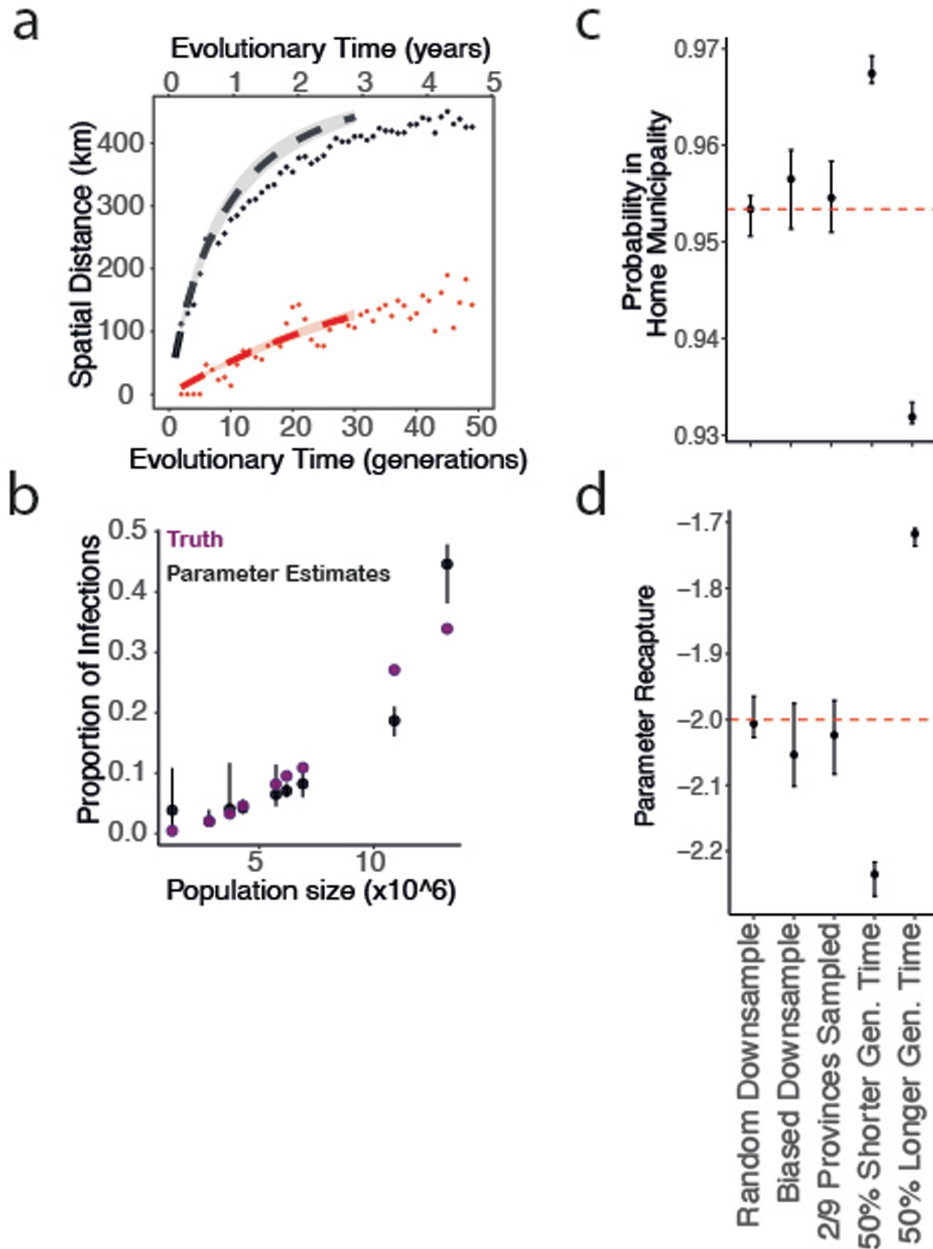 a
Evolutionary Time (years)
0 1 2 3 4 5
Spatial Distance (km)
400
300
200
100
0
0 10 20 30 40 50
Evolutionary Time (generations)
b
Truth
Parameter Estimates
Proportion of Infections
0.5
0.4
0.3
0.2
0.1
0.0
5 10
Population size (x10^6)
c
Probability in
Home Municipality
0.97
0.96
0.95
0.94
0.93
d
Parameter Recapture
−1.7
−1.8
−1.9
−2.0
−2.1
−2.2
Random Downsample
Biased Downsample
2/9 Provinces Sampled
50% Shorter Gen. Time
50% Longer Gen. Time